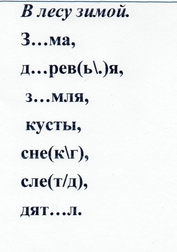 В лесу зимой.
З…ма,
д…рев(ь\.)я,
з…мля,
кусты,
сне(к\г),
сле(т/д),
дят…л.